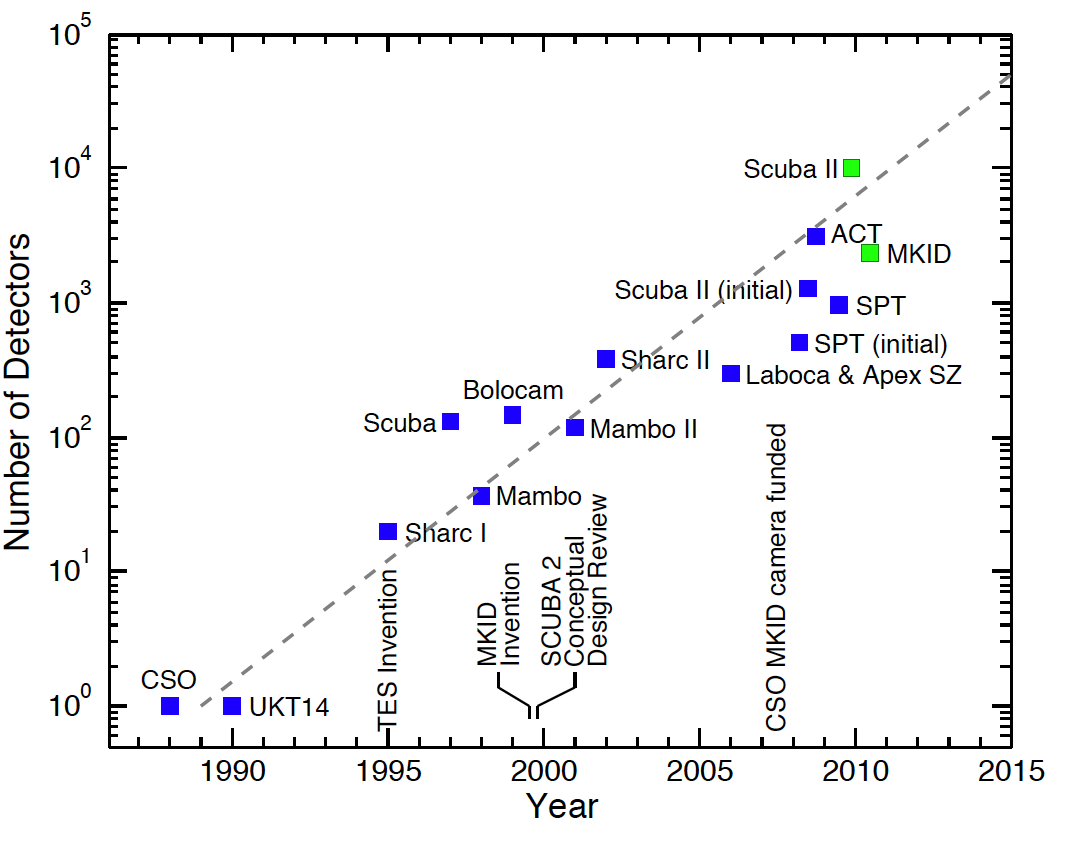 10^5
10^4
10^3
10^2
10^1
10^0
Number of Detectors
Scuba II
ACT
MKID
Scuba II (initial)
SPT
SPT (initial)
Sharc II
Laboca & Apex SZ
Bolocam
Scuba
Mambo II
Mambo
Sharc I
CSO
UKT14
TES Invention
MKID
Invention
SCUBA 2
Conceptual
Design Review
CSO MKID camera funded
1990
1995
2000
2005
2010
2015
Year